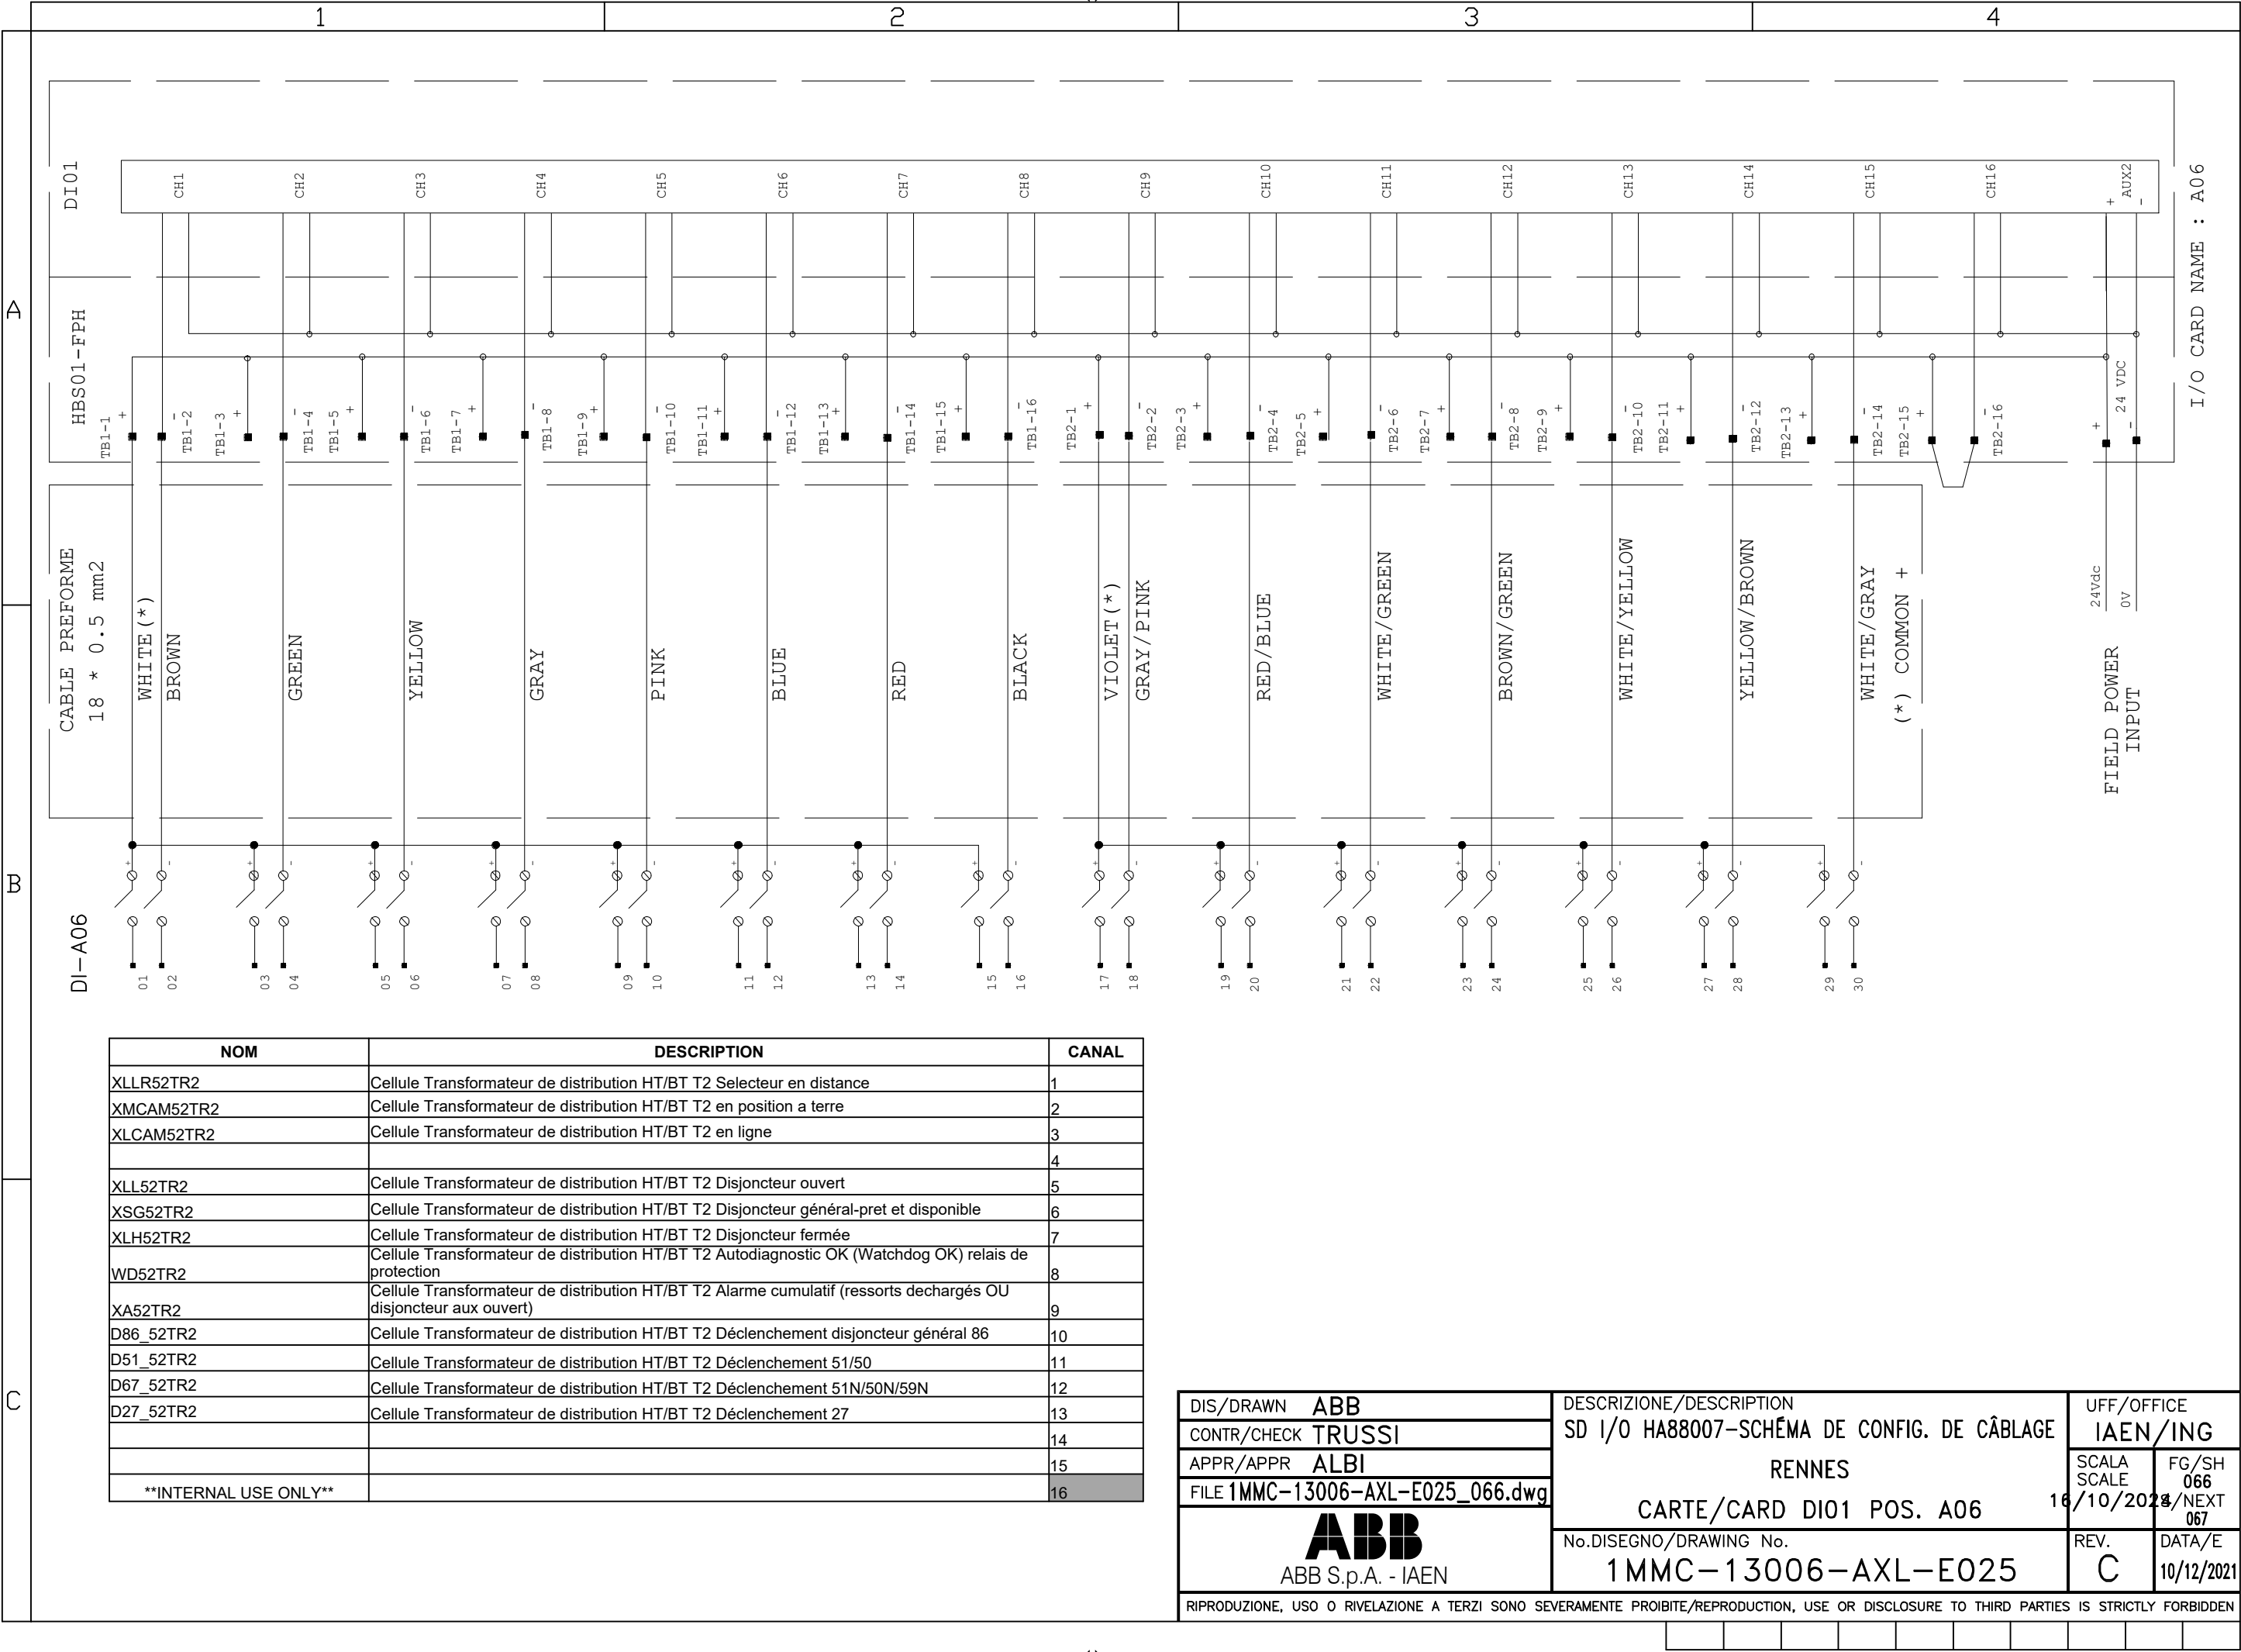 1 2 3 4
A
B
C
DI01
CH1 CH2 CH3 CH4 CH5 CH6 CH7 CH8 CH9 CH10 CH11 CH12 CH13 CH14 CH15 CH16 AUX2
+ -
I/O CARD NAME : A06
HBS01-FPH
TB1-1 + TB1-2 - TB1-3 + TB1-4 - TB1-5 + TB1-6 - TB1-7 + TB1-8 - TB1-9 + TB1-10 - TB1-11 + TB1-12 - TB1-13 + TB1-14 - TB1-15 + TB1-16 -
TB2-1 + TB2-2 - TB2-3 + TB2-4 - TB2-5 + TB2-6 - TB2-7 + TB2-8 - TB2-9 + TB2-10 - TB2-11 + TB2-12 - TB2-13 + TB2-14 - TB2-15 + TB2-16 -
+ 24 VDC -
CABLE PREFORME
18 * 0.5 mm2
WHITE(*)
BROWN
GREEN
YELLOW
GRAY
PINK
BLUE
RED
BLACK
VIOLET(*)
GRAY/PINK
RED/BLUE
WHITE/GREEN
BROWN/GREEN
WHITE/YELLOW
YELLOW/BROWN
WHITE/GRAY
(*) COMMON +
24Vdc
0V
FIELD POWER
INPUT
+ - + - + - + - + - + - + - + - + - + - + - + - + - + - + -
DI-A06
01 02 03 04 05 06 07 08 09 10 11 12 13 14 15 16 17 18 19 20 21 22 23 24 25 26 27 28 29 30
NOM DESCRIPTION CANAL
XLLR52TR2 Cellule Transformateur de distribution HT/BT T2 Selecteur en distance 1
XMCAM52TR2 Cellule Transformateur de distribution HT/BT T2 en position a terre 2
XLCAM52TR2 Cellule Transformateur de distribution HT/BT T2 en ligne 3
4
XLL52TR2 Cellule Transformateur de distribution HT/BT T2 Disjoncteur ouvert 5
XSG52TR2 Cellule Transformateur de distribution HT/BT T2 Disjoncteur général-pret et disponible 6
XLH52TR2 Cellule Transformateur de distribution HT/BT T2 Disjoncteur fermée 7
Cellule Transformateur de distribution HT/BT T2 Autodiagnostic OK (Watchdog OK) relais de
WD52TR2 protection 8
Cellule Transformateur de distribution HT/BT T2 Alarme cumulatif (ressorts dechargés OU
XA52TR2 disjoncteur aux ouvert) 9
D86_52TR2 Cellule Transformateur de distribution HT/BT T2 Déclenchement disjoncteur général 86 10
D51_52TR2 Cellule Transformateur de distribution HT/BT T2 Déclenchement 51/50 11
D67_52TR2 Cellule Transformateur de distribution HT/BT T2 Déclenchement 51N/50N/59N 12
D27_52TR2 Cellule Transformateur de distribution HT/BT T2 Déclenchement 27 13
14
15
**INTERNAL USE ONLY** 16
DIS/DRAWN ABB
CONTR/CHECK TRUSSI
APPR/APPR ALBI
FILE 1MMC-13006-AXL-E025_066.dwg
ABB
ABB S.p.A. - IAEN
DESCRIZIONE/DESCRIPTION
SD I/O HA88007-SCHÉMA DE CONFIG. DE CÂBLAGE
RENNES
CARTE/CARD DI01 POS. A06
No.DISEGNO/DRAWING No.
1MMC-13006-AXL-E025
UFF/OFFICE
IAEN/ING
SCALA
SCALE
FG/SH
066
/NEXT
067
REV.
C
DATA/E
10/12/2021
RIPRODUZIONE, USO O RIVELAZIONE A TERZI SONO SEVERAMENTE PROIBITE/REPRODUCTION, USE OR DISCLOSURE TO THIRD PARTIES IS STRICTLY FORBIDDEN